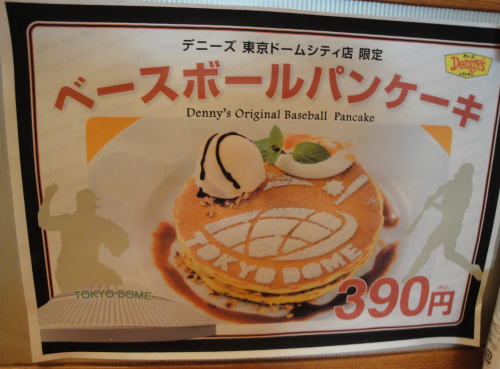 デニーズ 東京ドームシティ店 限定
Denny's
ベースボールパンケーキ
Denny's Original Baseball Pancake
TOKYO DOME
TOKYO DOME
390円